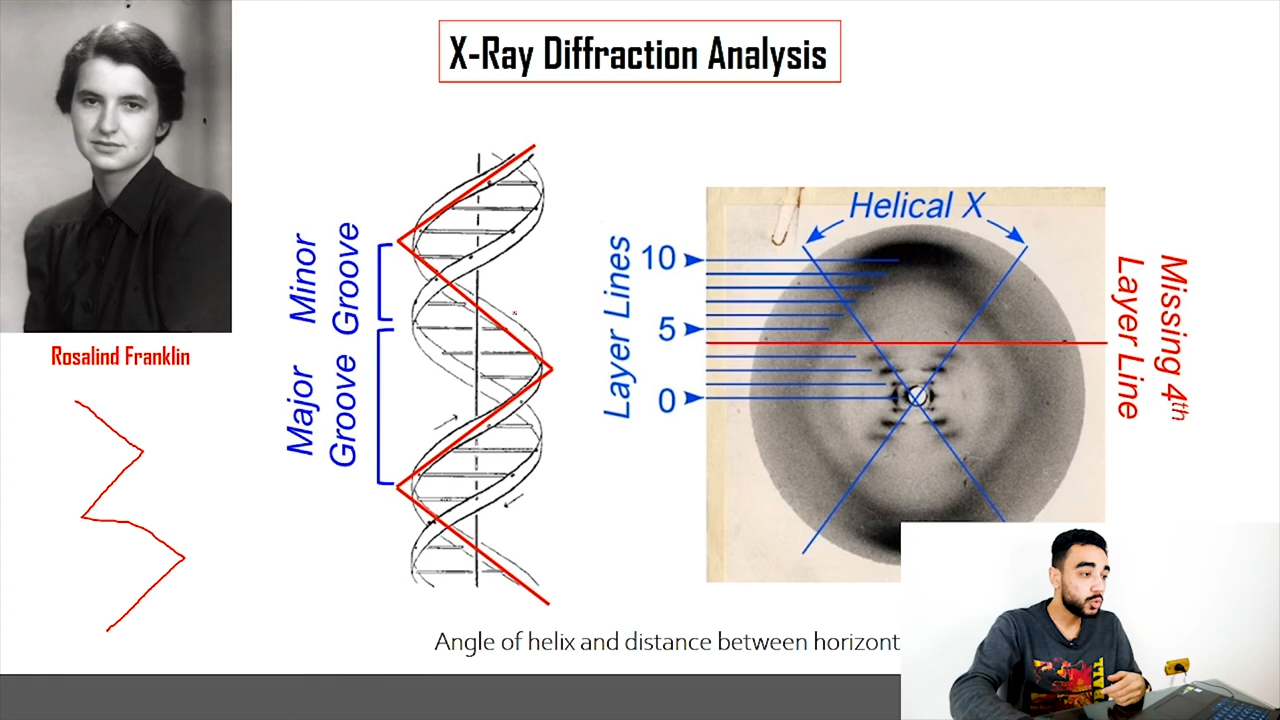 X-Ray Diffraction Analysis
Rosalind Franklin
Minor
Groove
Major
Groove
Layer Lines
10
5
0
Helical X
Missing 4th
Layer Line
Angle of helix and distance between horizont